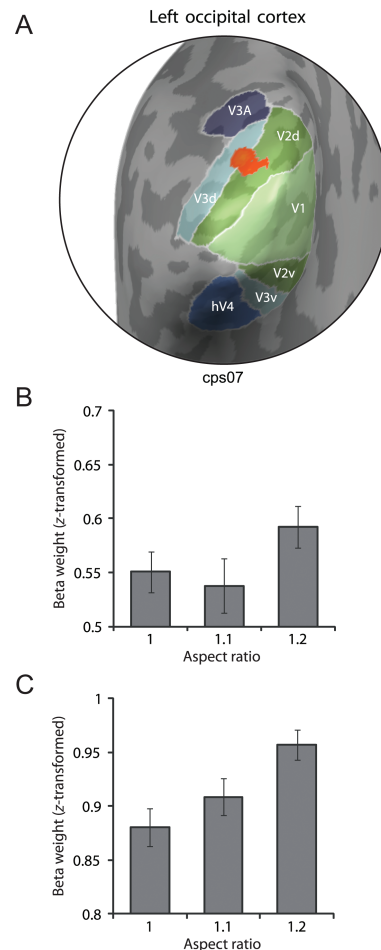 A
Left occipital cortex
V3A
V2d
V3d
V1
V2v
V3v
hV4
cps07
B
Beta weight (z-transformed)
0.7
0.65
0.6
0.55
0.5
1 1.1 1.2
Aspect ratio
C
Beta weight (z-transformed)
1
0.95
0.9
0.85
0.8
1 1.1 1.2
Aspect ratio